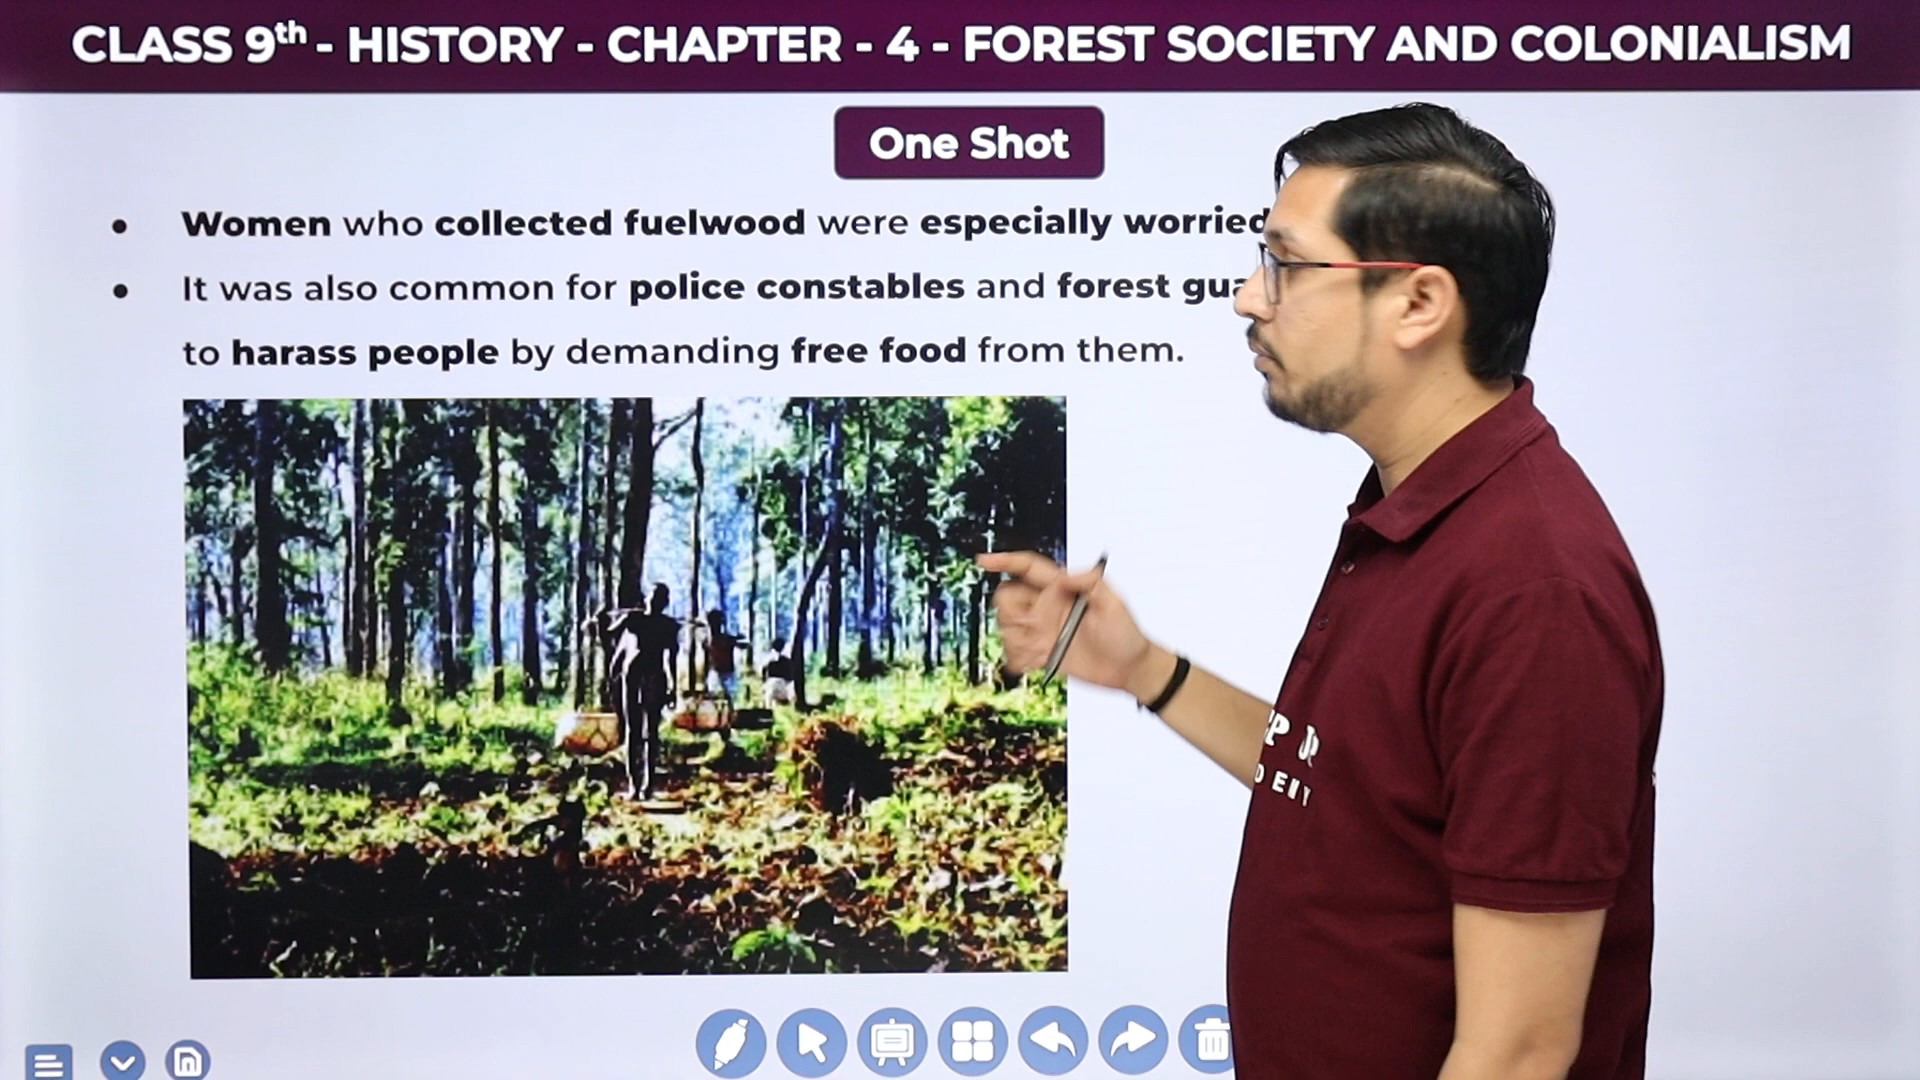 CLASS 9th - HISTORY - CHAPTER - 4 - FOREST SOCIETY AND COLONIALISM
One Shot
• Women who collected fuelwood were especially worried
• It was also common for police constables and forest
to harass people by demanding free food from them.